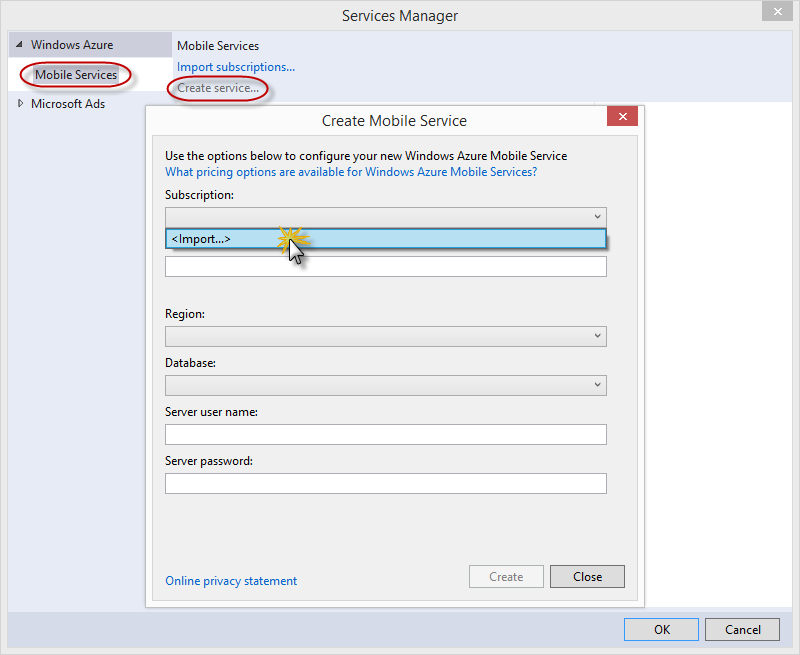 Services Manager
Windows Azure
Mobile Services
Microsoft Ads
Mobile Services
Import subscriptions...
Create service...
Create Mobile Service
Use the options below to configure your new Windows Azure Mobile Service
What pricing options are available for Windows Azure Mobile Services?
Subscription:
<Import...>
Region:
Database:
Server user name:
Server password:
Online privacy statement
Create
Close
OK
Cancel